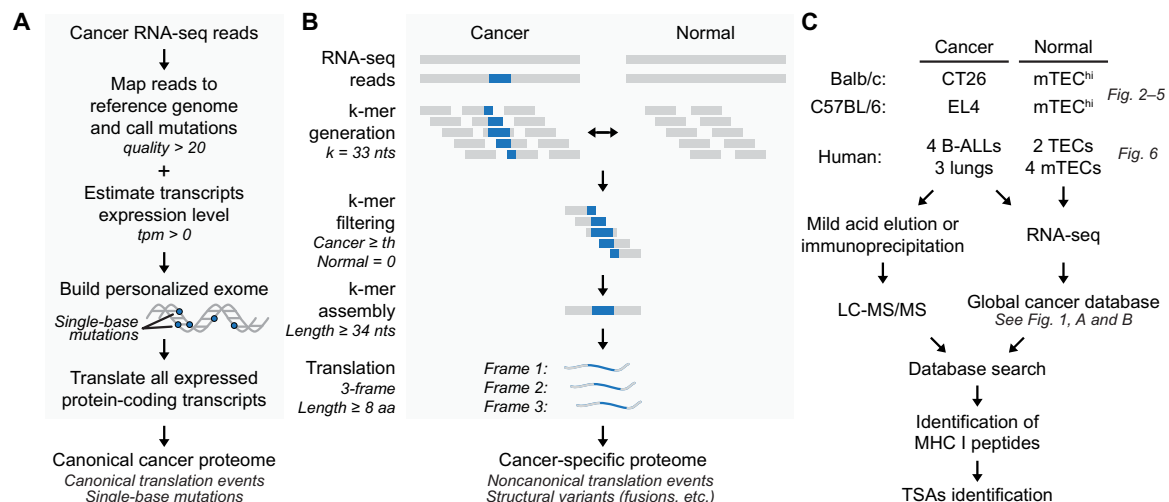 A
Cancer RNA-seq reads
Map reads to
reference genome
and call mutations
quality > 20
+
Estimate transcripts
expression level
tpm > 0
Build personalized exome
Single-base
mutations
Translate all expressed
protein-coding transcripts
Canonical cancer proteome
Canonical translation events
Single-base mutations
B
Cancer
Normal
RNA-seq
reads
k-mer
generation
k = 33 nts
k-mer
filtering
Cancer ≥ th
Normal = 0
k-mer
assembly
Length ≥ 34 nts
Translation
3-frame
Length ≥ 8 aa
Frame 1:
Frame 2:
Frame 3:
Cancer-specific proteome
Noncanonical translation events
Structural variants (fusions, etc.)
C
Cancer Normal
Balb/c: CT26 mTEChi
C57BL/6: EL4 mTEChi
Fig. 2–5
Human: 4 B-ALLs 2 TECs
3 lungs 4 mTECs
Fig. 6
Mild acid elution or
immunoprecipitation
RNA-seq
LC-MS/MS
Global cancer database
See Fig. 1, A and B
Database search
Identification of
MHC I peptides
TSAs identification